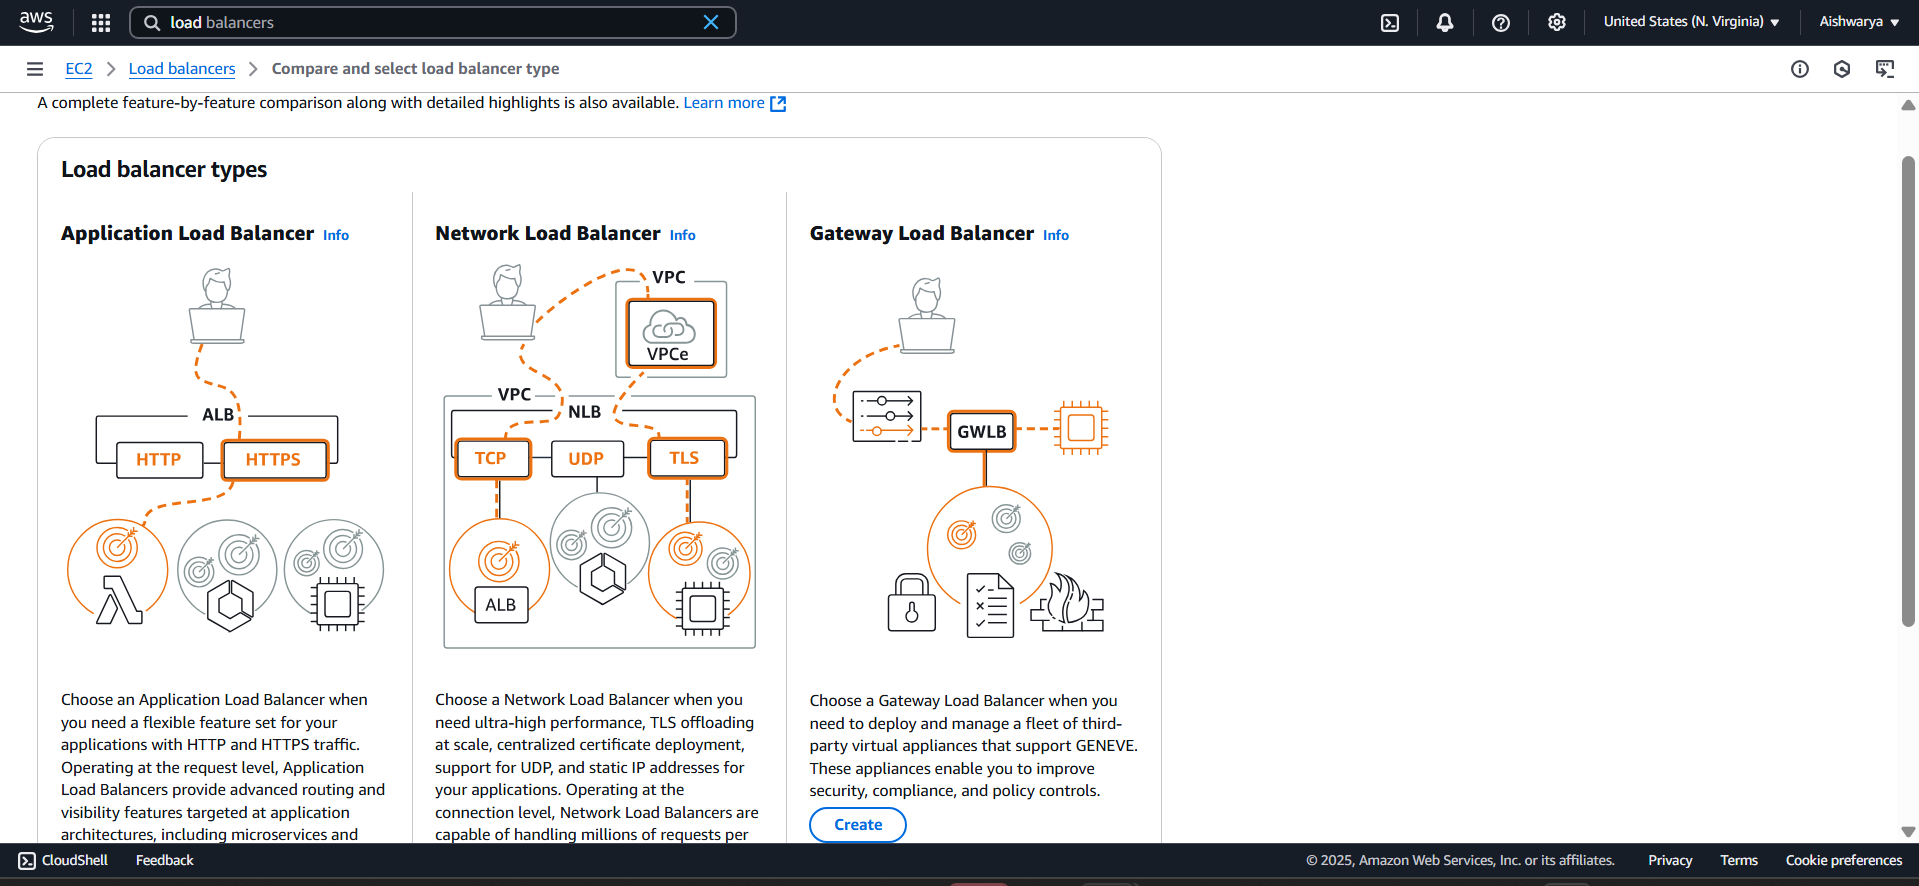 aws
load balancers
United States (N. Virginia)
Aishwarya
EC2
Load balancers
Compare and select load balancer type
A complete feature-by-feature comparison along with detailed highlights is also available. Learn more
Load balancer types
Application Load Balancer Info
ALB
HTTP
HTTPS
Choose an Application Load Balancer when
you need a flexible feature set for your
applications with HTTP and HTTPS traffic.
Operating at the request level, Application
Load Balancers provide advanced routing and
visibility features targeted at application
architectures, including microservices and
Network Load Balancer Info
VPC
VPCe
VPC
NLB
TCP
UDP
TLS
ALB
Choose a Network Load Balancer when you
need ultra-high performance, TLS offloading
at scale, centralized certificate deployment,
support for UDP, and static IP addresses for
your applications. Operating at the
connection level, Network Load Balancers are
capable of handling millions of requests per
Gateway Load Balancer Info
GWLB
Choose a Gateway Load Balancer when you
need to deploy and manage a fleet of third-
party virtual appliances that support GENEVE.
These appliances enable you to improve
security, compliance, and policy controls.
Create
CloudShell
Feedback
© 2025, Amazon Web Services, Inc. or its affiliates.
Privacy
Terms
Cookie preferences